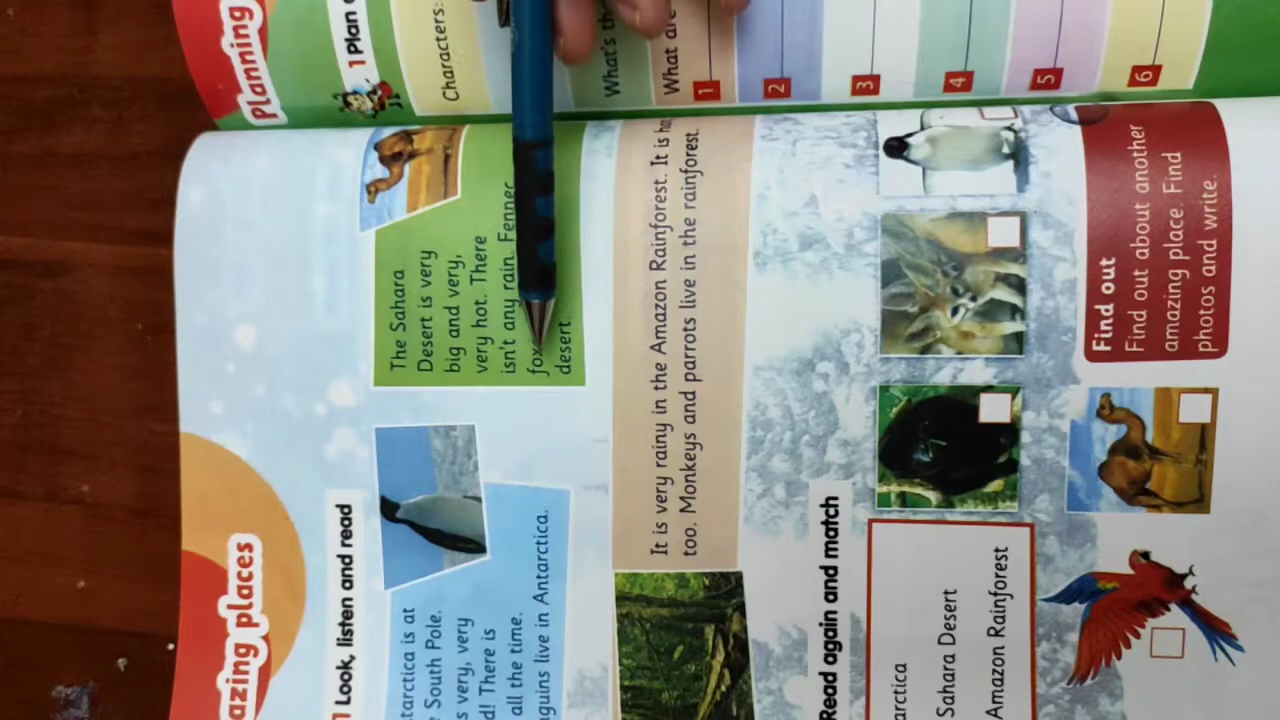 azing places
1 Look, listen and read
tarctica is at
e South Pole.
s very, very
d! There is
all the time.
nguins live in Antarctica.
The Sahara
Desert is very
big and very,
very hot. There
isn't any rain. Fennec
fox
desert
It is very rainy in the Amazon Rainforest. It is ho
too. Monkeys and parrots live in the rainforest.
Read again and match
arctica
Sahara Desert
Amazon Rainforest
Find out
Find out about another
amazing place. Find
photos and write.
Planning
1 Plan
Characters:
What's th
What are
1
2
3
4
5
6